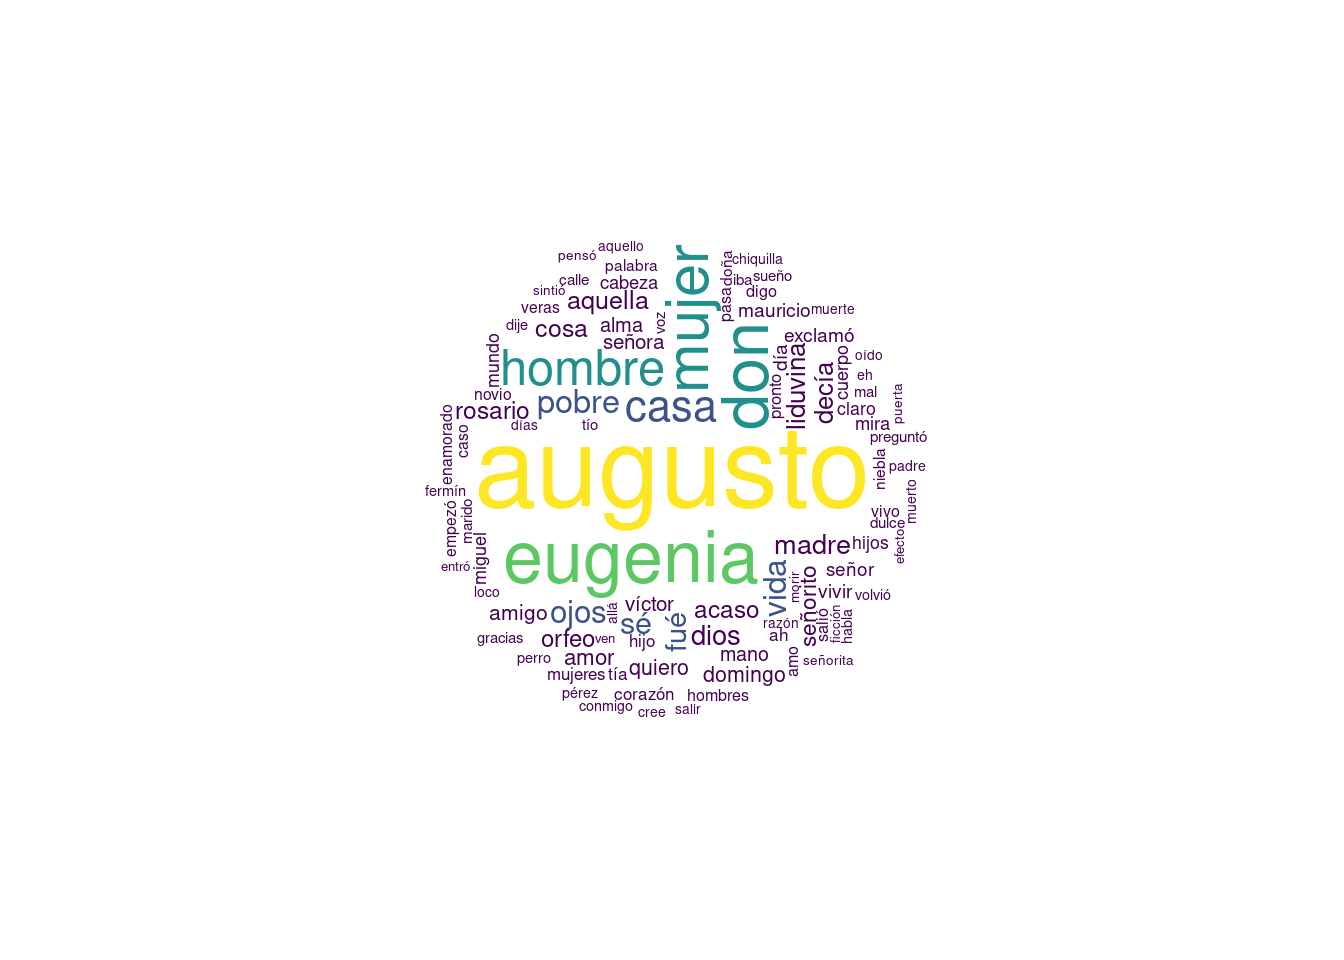 aquello
pensó
palabra
mujer
doña
chiquilla
calle
cabeza
iba
sueño
sintió
aquella
pasa
digo
veras
mauricio
muerte
dije
cosa
alma
voz
don
exclamó
señora
mundo
hombre
día
liduvina
decía
cuerpo
oído
eh
novio
pobre
casa
pronto
mal
puerta
rosario
claro
enamorado
caso
días
tío
mira
preguntó
augusto
niebla
padre
fermín
muerto
empezó
marido
vivo
dulce
efecto
miguel
eugenia
madre
hijos
entró
vida
morir
señorito
señor
loco
vivir
volvió
amigo
ojos
allá
víctor
sé
fué
acaso
razón
salió
ficción
habla
gracias
orfeo
ven
hijo
dios
ah
perro
amor
mano
amo
señorita
mujeres
tía
quiero
domingo
pérez
corazón
hombres
conmigo
cree
salir